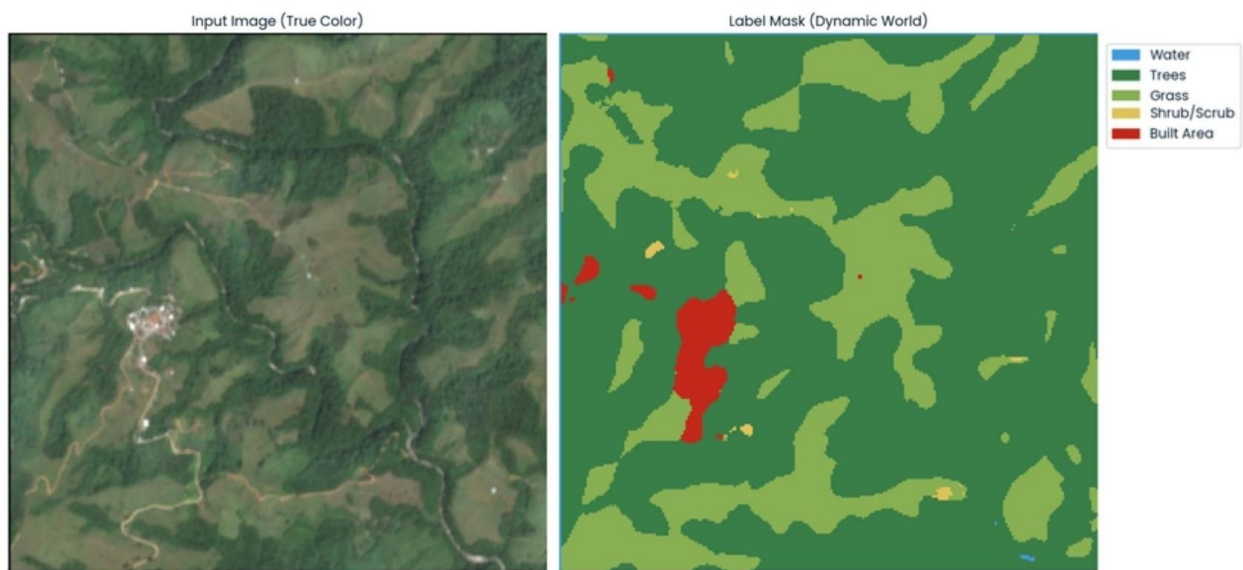 Input Image (True Color)
Label Mask (Dynamic World)
Water
Trees
Grass
Shrub/Scrub
Built Area